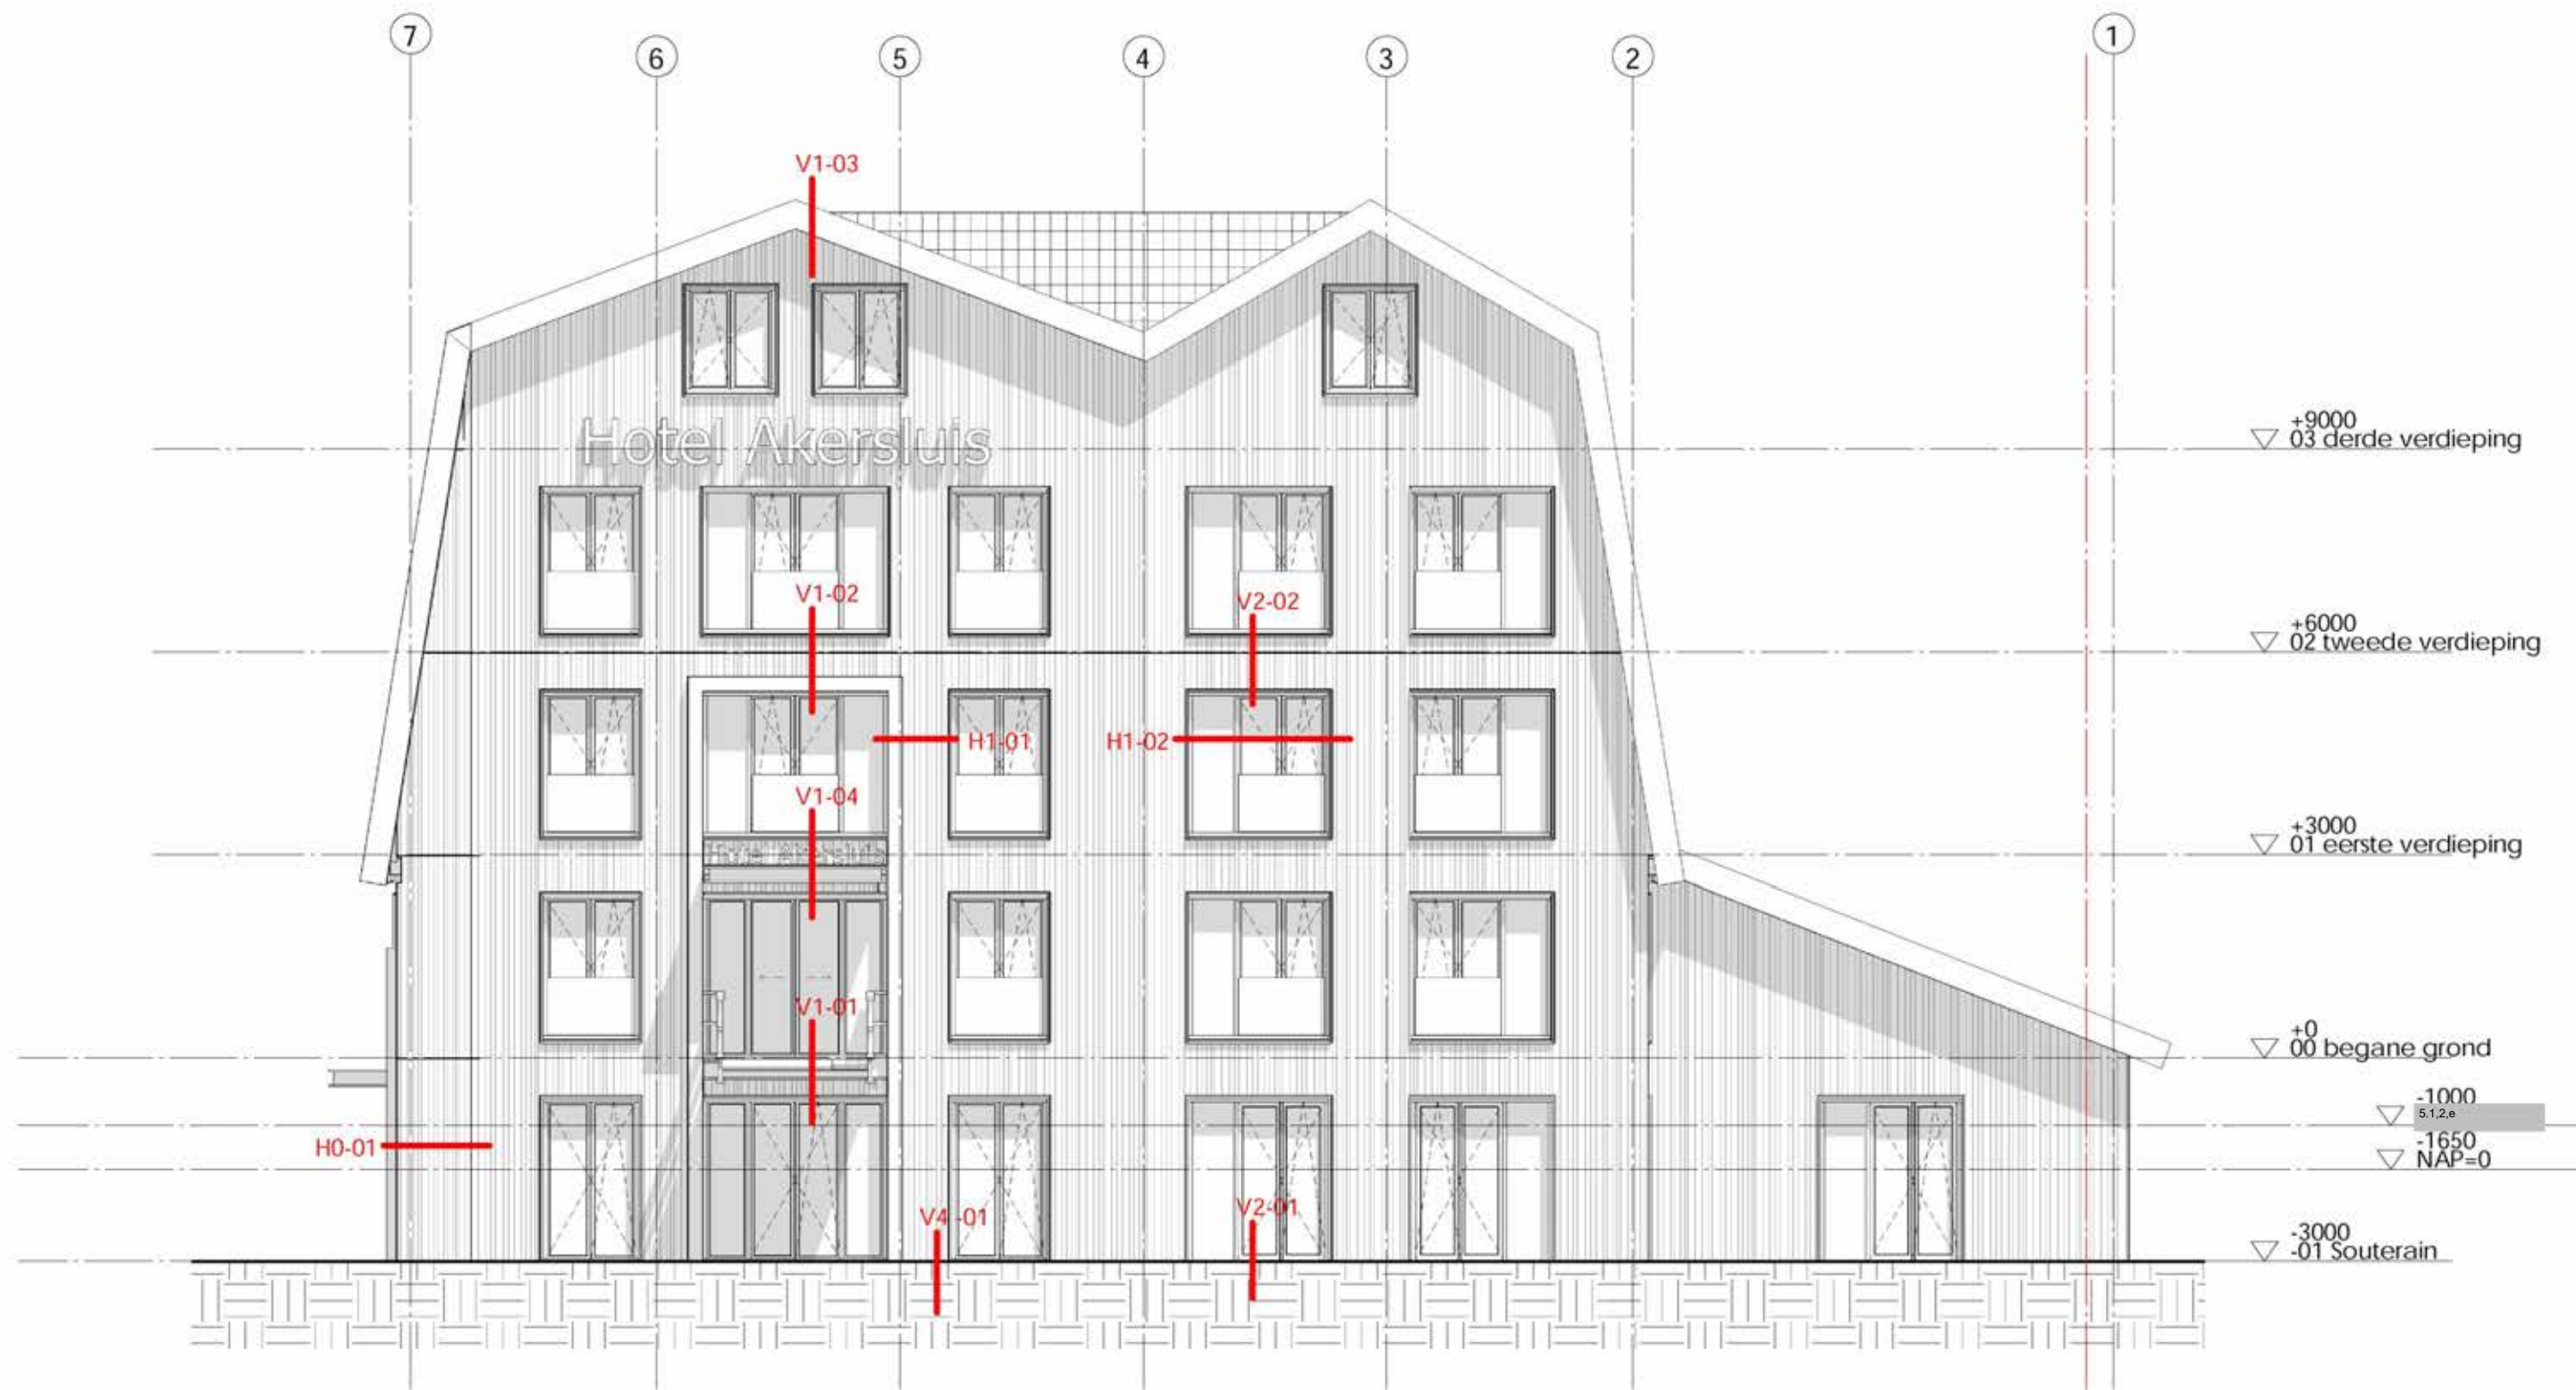 7
6
5
4
3
2
1
V1-03
+9000
03 derde verdieping
Hotel Akersluis
V1-02
V2-02
+6000
02 tweede verdieping
H1-01
H1-02
V1-04
+3000
01 eerste verdieping
Hotel Akersluis
V1-01
+0
00 begane grond
-1000
5.1,2,e
-1650
NAP=0
H0-01
V4 -01
V2-01
-3000
-01 Souterain